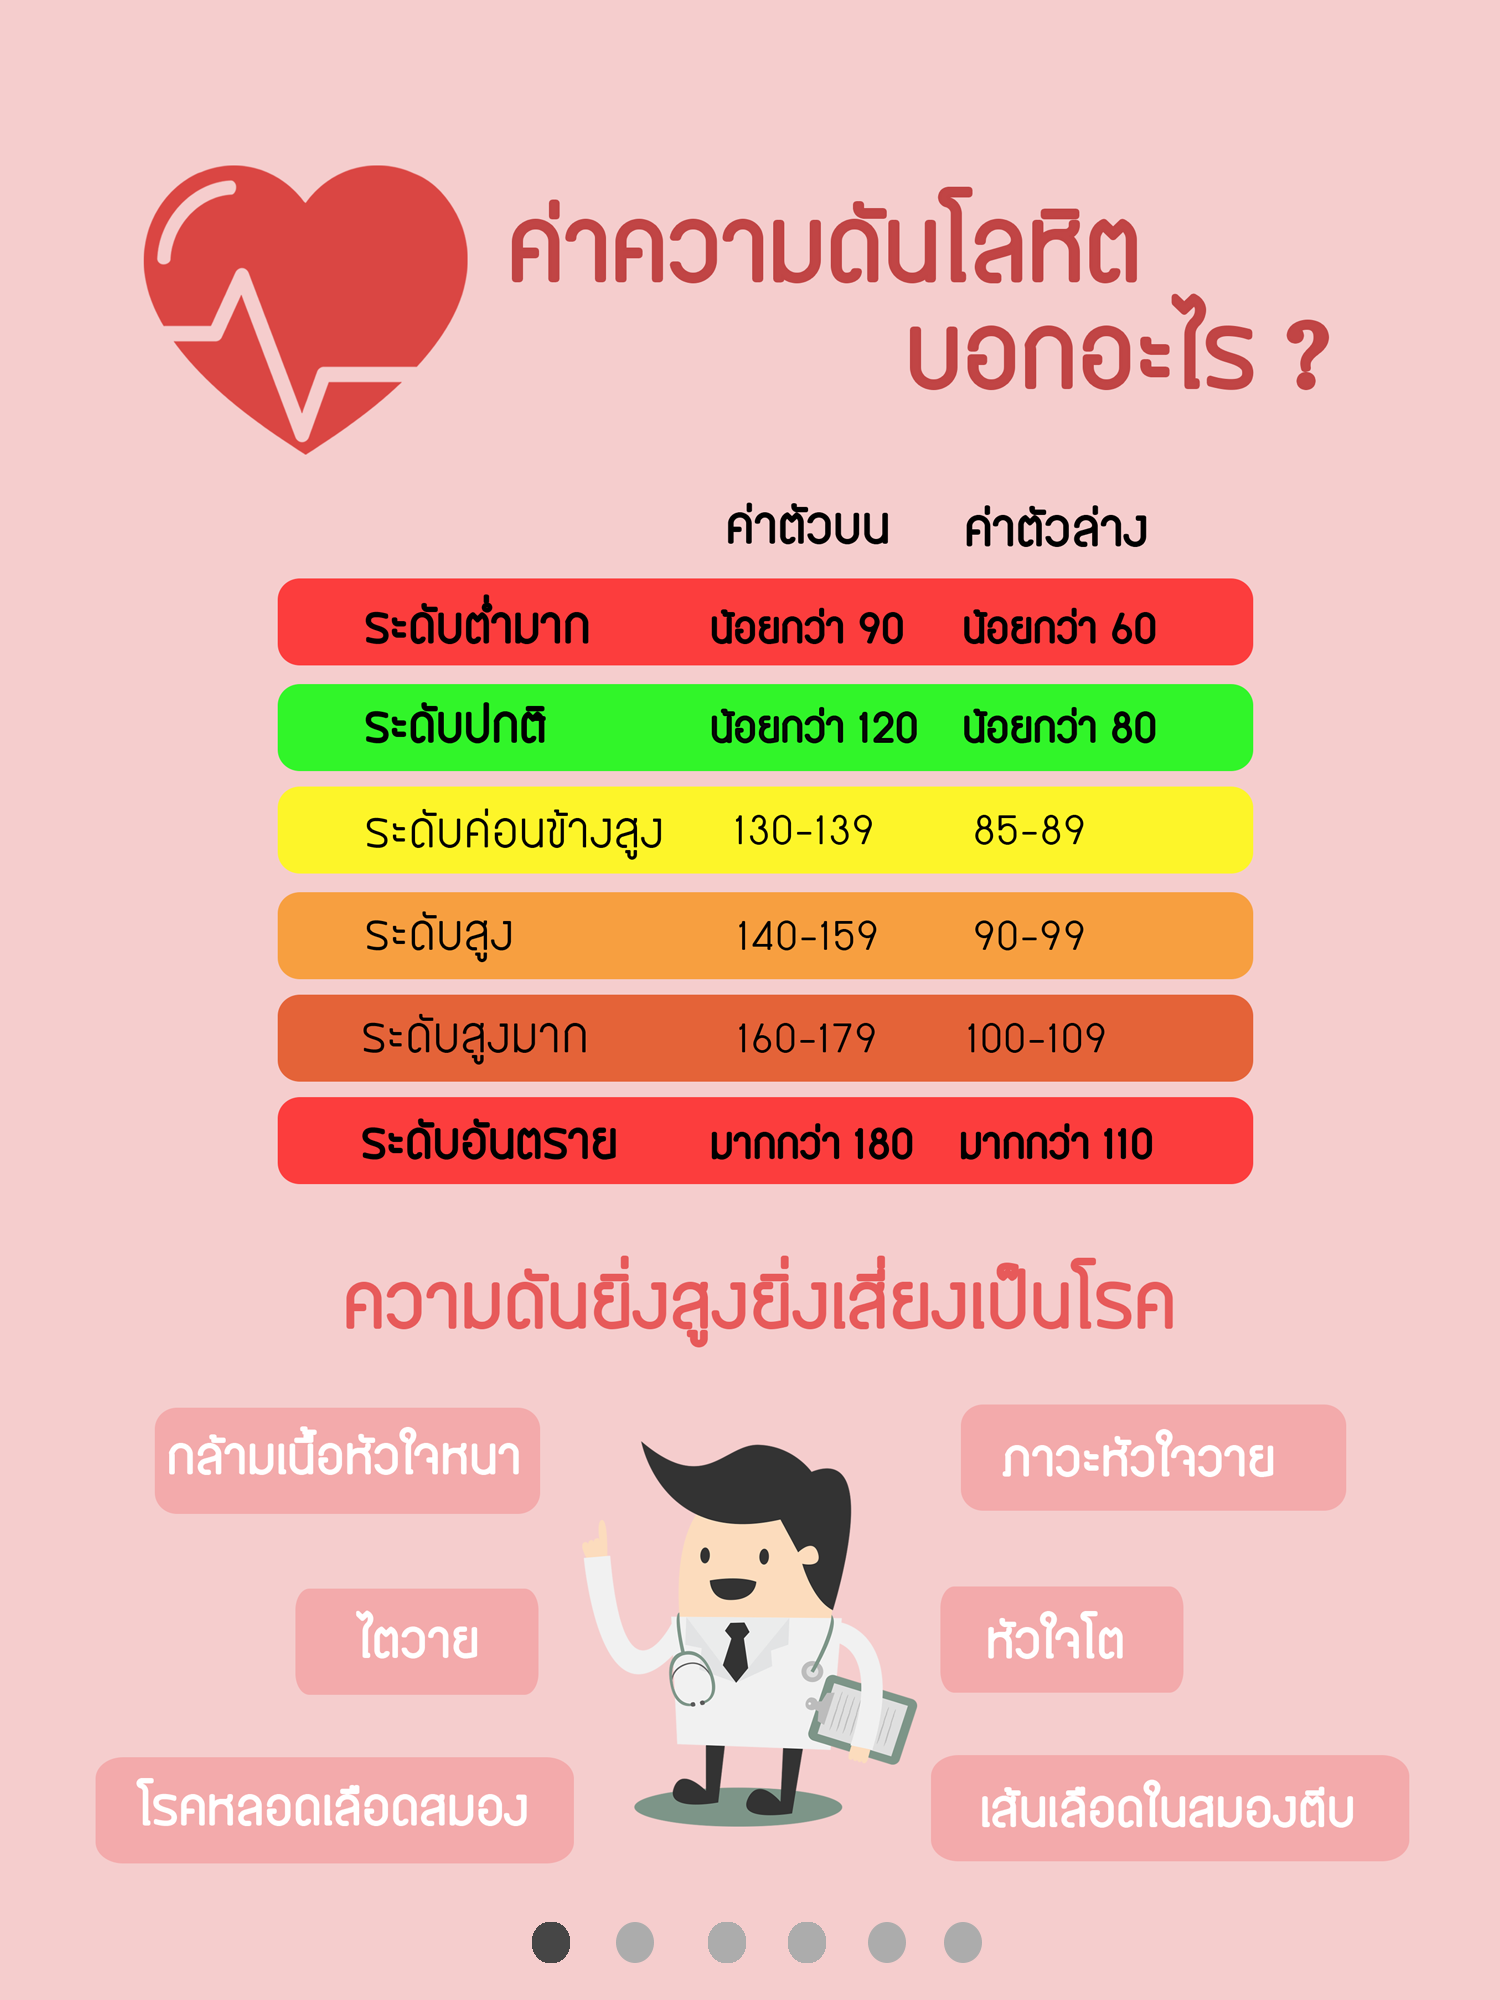 ค่าความดันโลหิต
บอกอะไร ?
ค่าตัวบน ค่าตัวล่าง
ระดับต่ำมาก น้อยกว่า 90 น้อยกว่า 60
ระดับปกติ น้อยกว่า 120 น้อยกว่า 80
ระดับค่อนข้างสูง 130-139 85-89
ระดับสูง 140-159 90-99
ระดับสูงมาก 160-179 100-109
ระดับอันตราย มากกว่า 180 มากกว่า 110
ความดันยิ่งสูงยิ่งเสี่ยงเป็นโรค
กล้ามเนื้อหัวใจหนา ภาวะหัวใจวาย
ไตวาย หัวใจโต
โรคหลอดเลือดสมอง เส้นเลือดในสมองตีบ